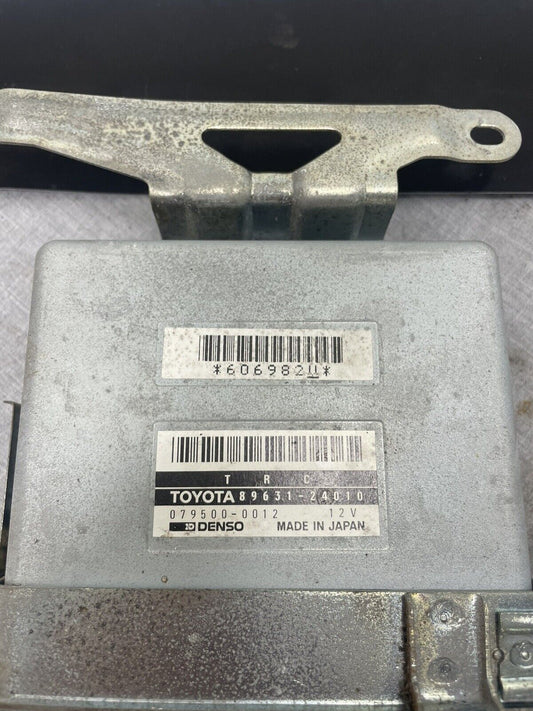 *606982U*
T R C
TOYOTA 89631-24010
079500-0012 12V
DENSO MADE IN JAPAN